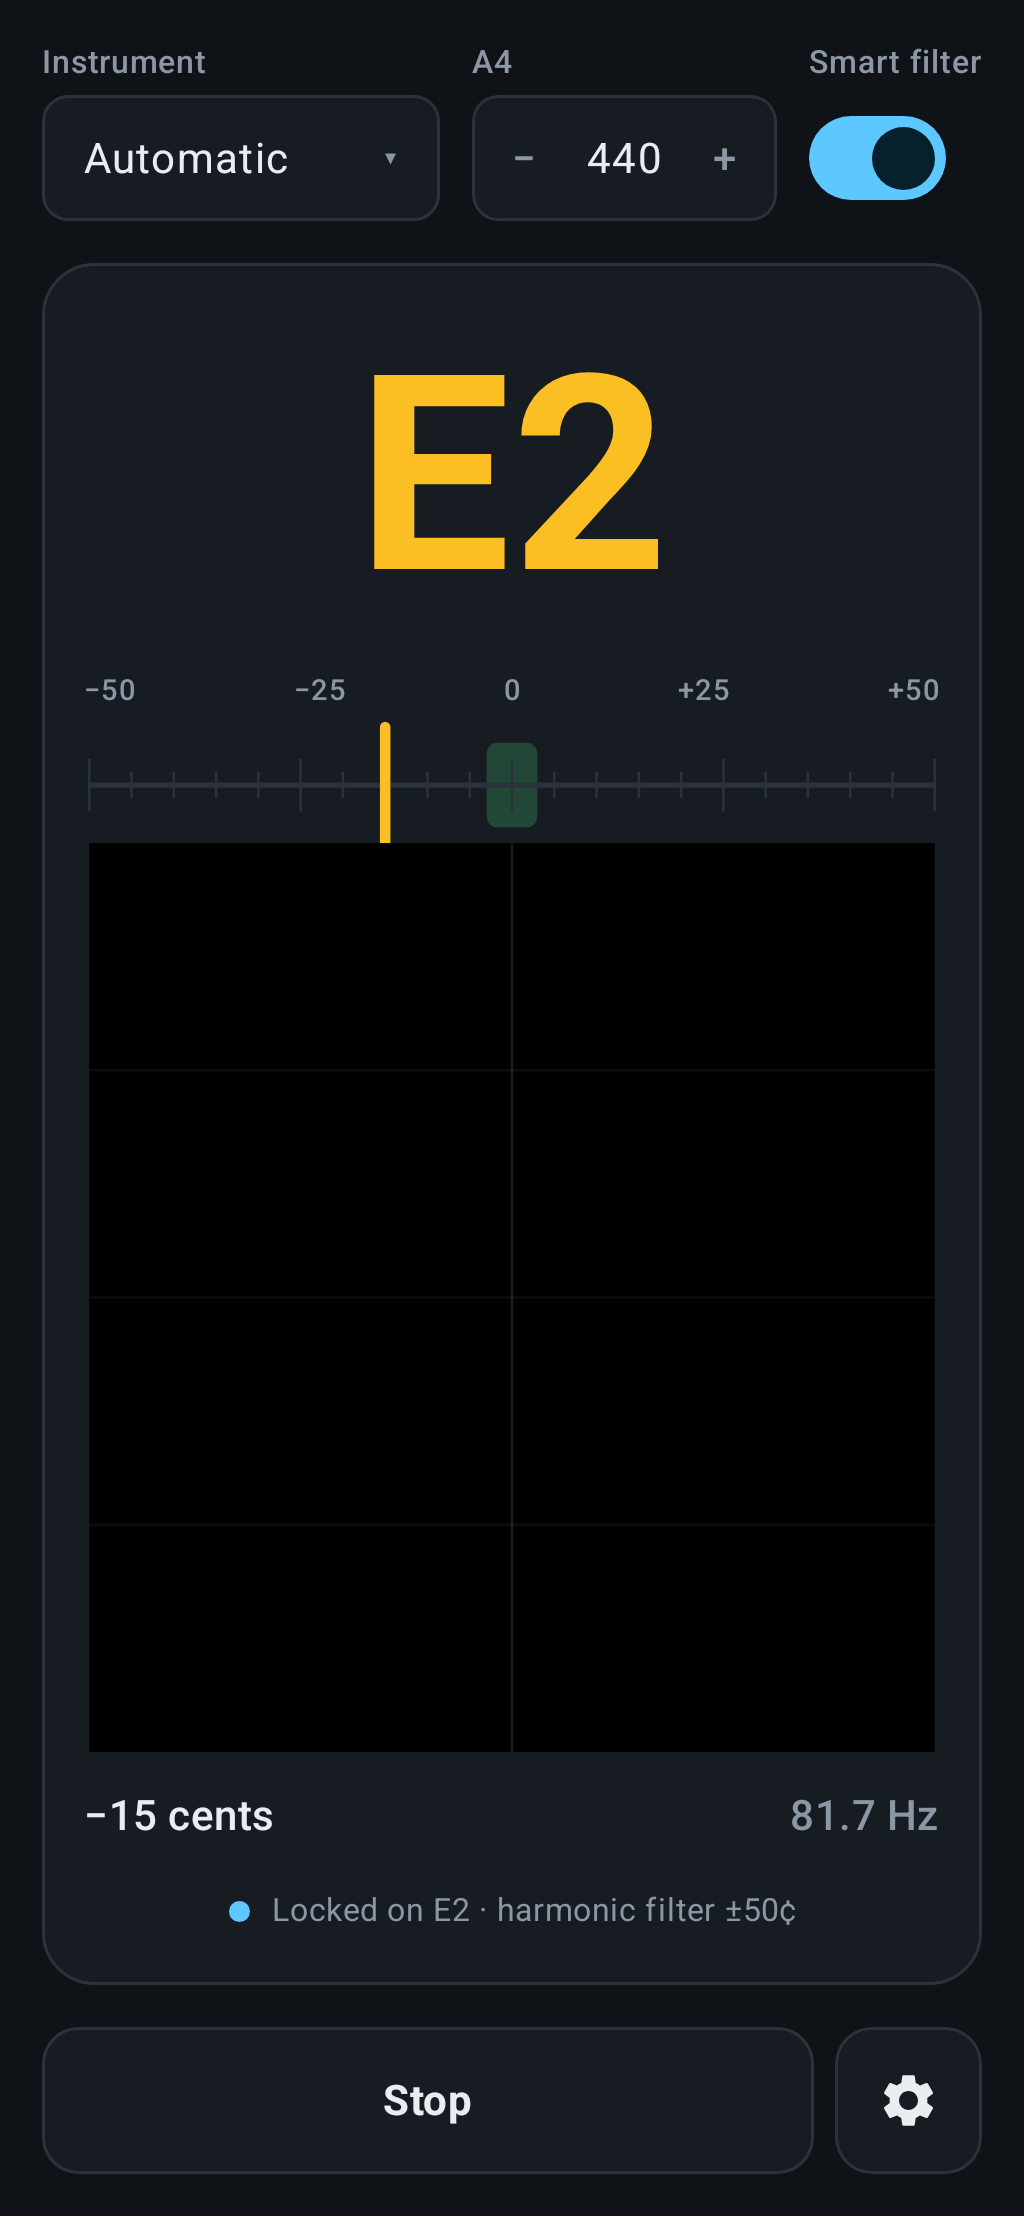 Instrument A4 Smart filter
Automatic ▾ − 440 +
E2
−50 −25 0 +25 +50
−15 cents 81.7 Hz
Locked on E2 · harmonic filter ±50¢
Stop